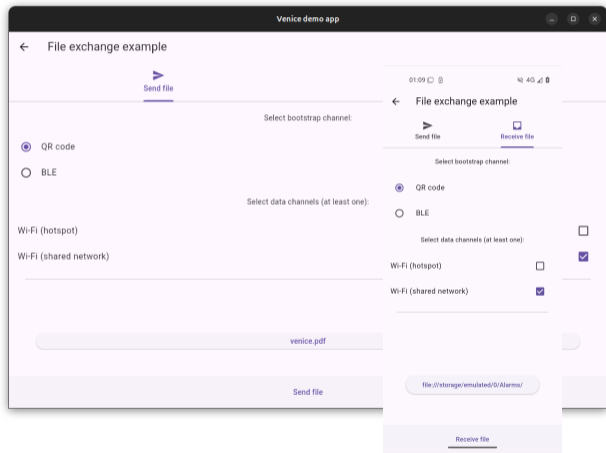 Venice demo app
File exchange example
Send file
Select bootstrap channel:
QR code
BLE
Select data channels (at least one):
Wi-Fi (hotspot)
Wi-Fi (shared network)
venice.pdf
Send file
01:09
4G
File exchange example
Send file
Receive file
Select bootstrap channel:
QR code
BLE
Select data channels (at least one):
Wi-Fi (hotspot)
Wi-Fi (shared network)
file:///storage/emulated/0/Alarms/
Receive file